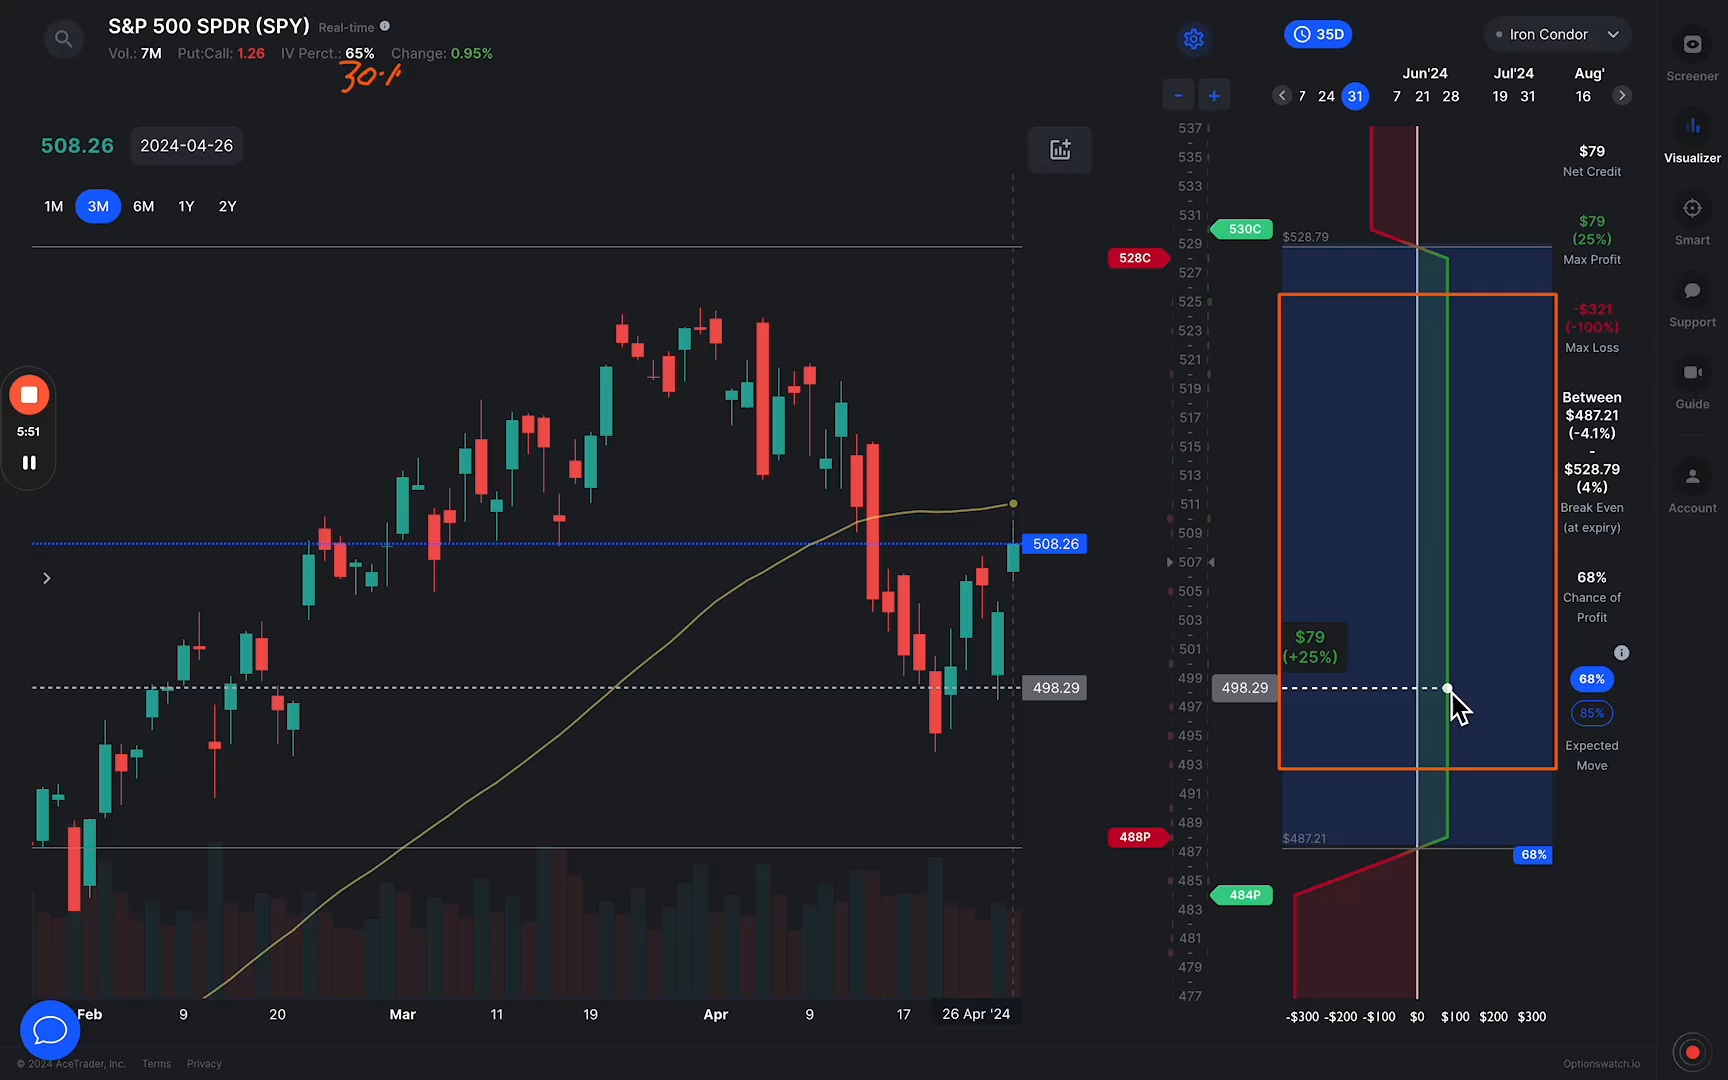 S&P 500 SPDR (SPY) Real-time
Vol.: 7M Put:Call: 1.26 IV Perct.: 65% Change: 0.95%
30%
35D
Iron Condor
Jun'24 Jul'24 Aug'
7 24 31 7 21 28 19 31 16
- +
508.26 2024-04-26
1M 3M 6M 1Y 2Y
537
535
533
531
529
527
525
523
521
519
517
515
513
511
509
507
505
503
501
499
497
495
493
491
489
487
485
483
481
479
477
530C
528C
488P
484P
$528.79
$79
(+25%)
498.29
$487.21
68%
508.26
498.29
$79
Net Credit
$79
(25%)
Max Profit
-$321
(-100%)
Max Loss
Between
$487.21
(-4.1%)
-
$528.79
(4%)
Break Even
(at expiry)
68%
Chance of
Profit
68%
85%
Expected
Move
Screener
Visualizer
Smart
Support
Guide
Account
5:51
Feb 9 20 Mar 11 19 Apr 9 17 26 Apr '24
-$300 -$200 -$100 $0 $100 $200 $300
© 2024 AceTrader, Inc. Terms Privacy
Optionswatch.io